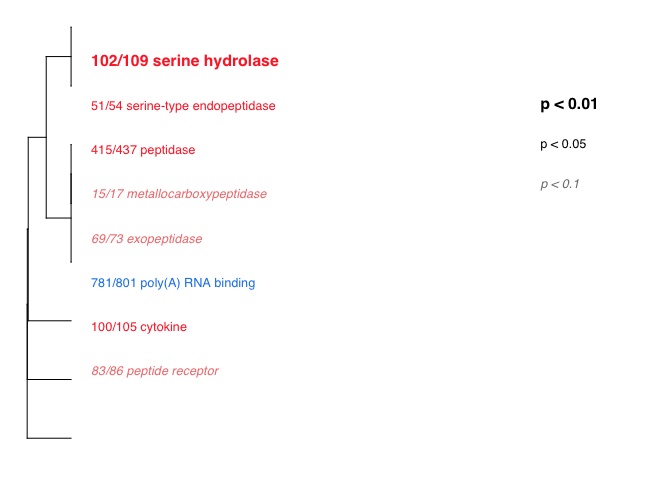 102/109 serine hydrolase
51/54 serine-type endopeptidase
415/437 peptidase
15/17 metallocarboxypeptidase
69/73 exopeptidase
781/801 poly(A) RNA binding
100/105 cytokine
83/86 peptide receptor
p < 0.01
p < 0.05
p < 0.1